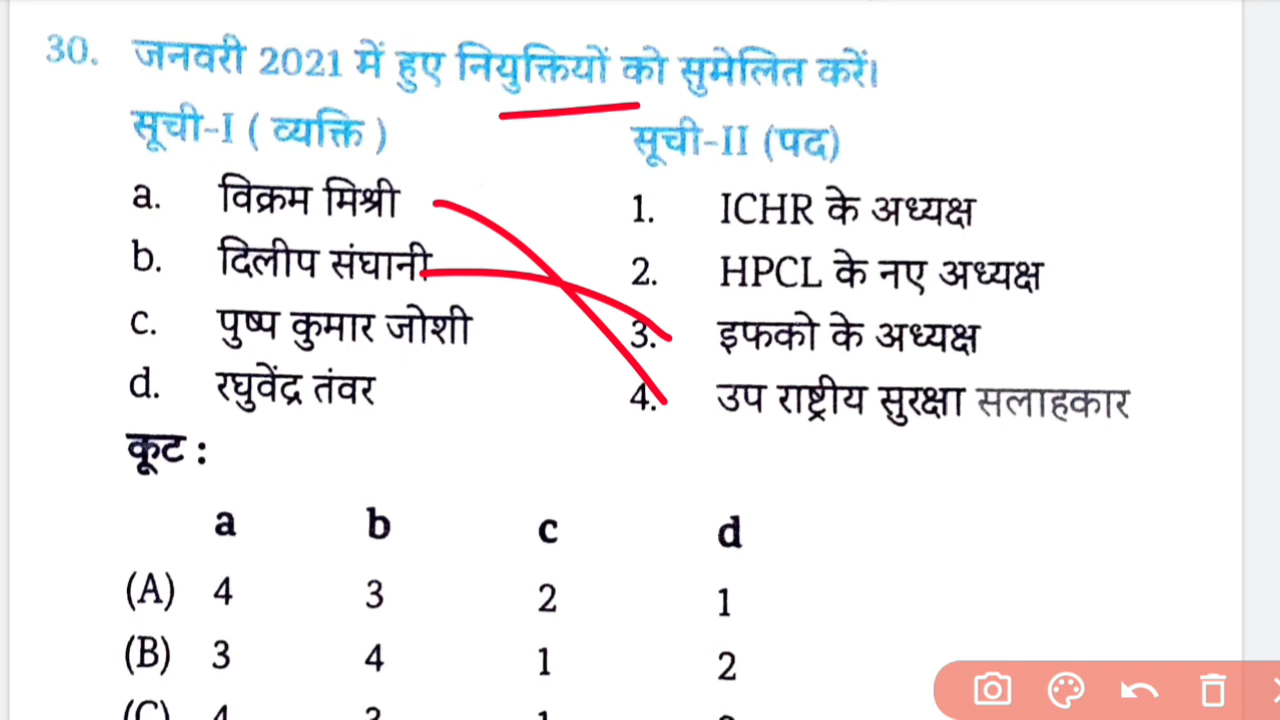 30. जनवरी 2021 में हुए नियुक्तियों को सुमेलित करें।
सूची-I ( व्यक्ति ) सूची-II (पद)
a. विक्रम मिश्री 1. ICHR के अध्यक्ष
b. दिलीप संघानी 2. HPCL के नए अध्यक्ष
c. पुष्प कुमार जोशी 3. इफको के अध्यक्ष
d. रघुवेंद्र तंवर 4. उप राष्ट्रीय सुरक्षा सलाहकार
कूट :
a b c d
(A) 4 3 2 1
(B) 3 4 1 2
(C) 4